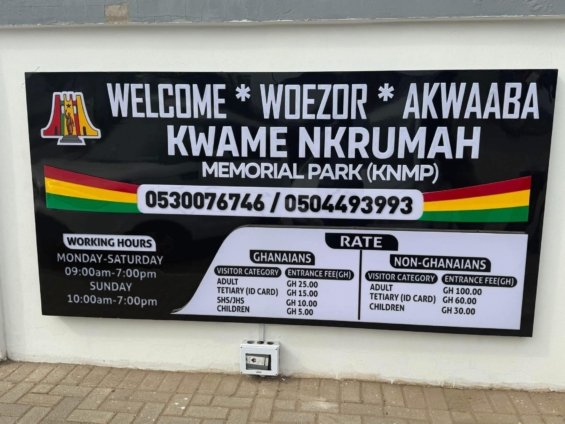 WELCOME * WOEZOR * AKWAABA
KWAME NKRUMAH
MEMORIAL PARK (KNMP)
0530076746 / 0504493993
WORKING HOURS
MONDAY-SATURDAY
09:00am-7:00pm
SUNDAY
10:00am-7:00pm
RATE
GHANAIANS
VISITOR CATEGORY ENTRANCE FEE(GH)
ADULT GH 25.00
TETIARY (ID CARD) GH 15.00
SHS/JHS GH 10.00
CHILDREN GH 5.00
NON-GHANAIANS
VISITOR CATEGORY ENTRANCE FEE(GH)
ADULT GH 100.00
TETIARY (ID CARD) GH 60.00
CHILDREN GH 30.00